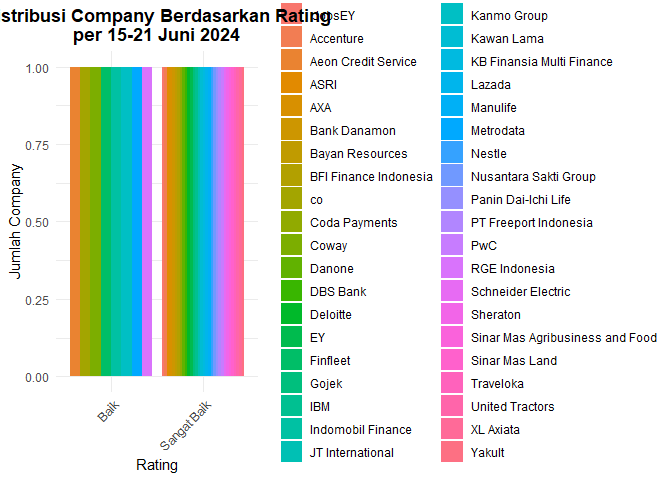 stribusi Company Berdasarkan Rating
per 15-21 Juni 2024
Jumlah Company
1.00
0.75
0.50
0.25
0.00
Baik
Sangat Baik
Rating
JobsEY
Accenture
Aeon Credit Service
ASRI
AXA
Bank Danamon
Bayan Resources
BFI Finance Indonesia
co
Coda Payments
Coway
Danone
DBS Bank
Deloitte
EY
Finfleet
Gojek
IBM
Indomobil Finance
JT International
Kanmo Group
Kawan Lama
KB Finansia Multi Finance
Lazada
Manulife
Metrodata
Nestle
Nusantara Sakti Group
Panin Dai-Ichi Life
PT Freeport Indonesia
PwC
RGE Indonesia
Schneider Electric
Sheraton
Sinar Mas Agribusiness and Food
Sinar Mas Land
Traveloka
United Tractors
XL Axiata
Yakult